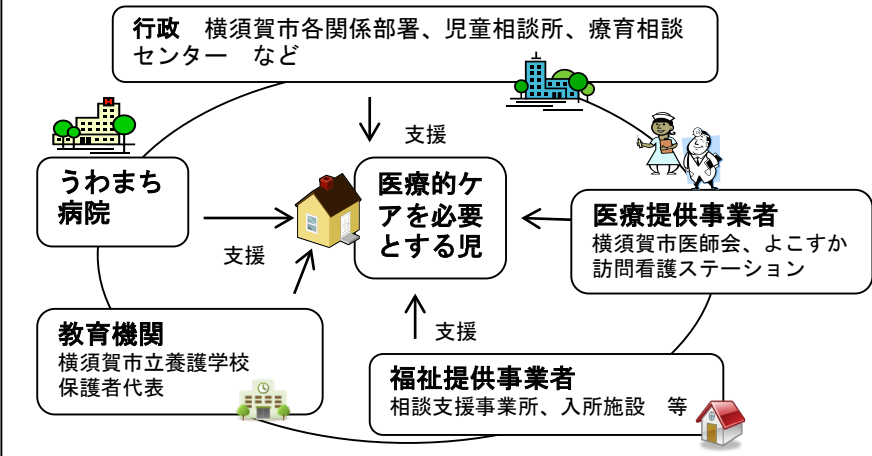 行政　横須賀市各関係部署、児童相談所、療育相談
センター　など
支援
うわまち
病院
医療的ケ
アを必要
とする児
医療提供事業者
横須賀市医師会、よこすか
訪問看護ステーション
支援
教育機関
横須賀市立養護学校
保護者代表
支援
福祉提供事業者
相談支援事業所、入所施設　等